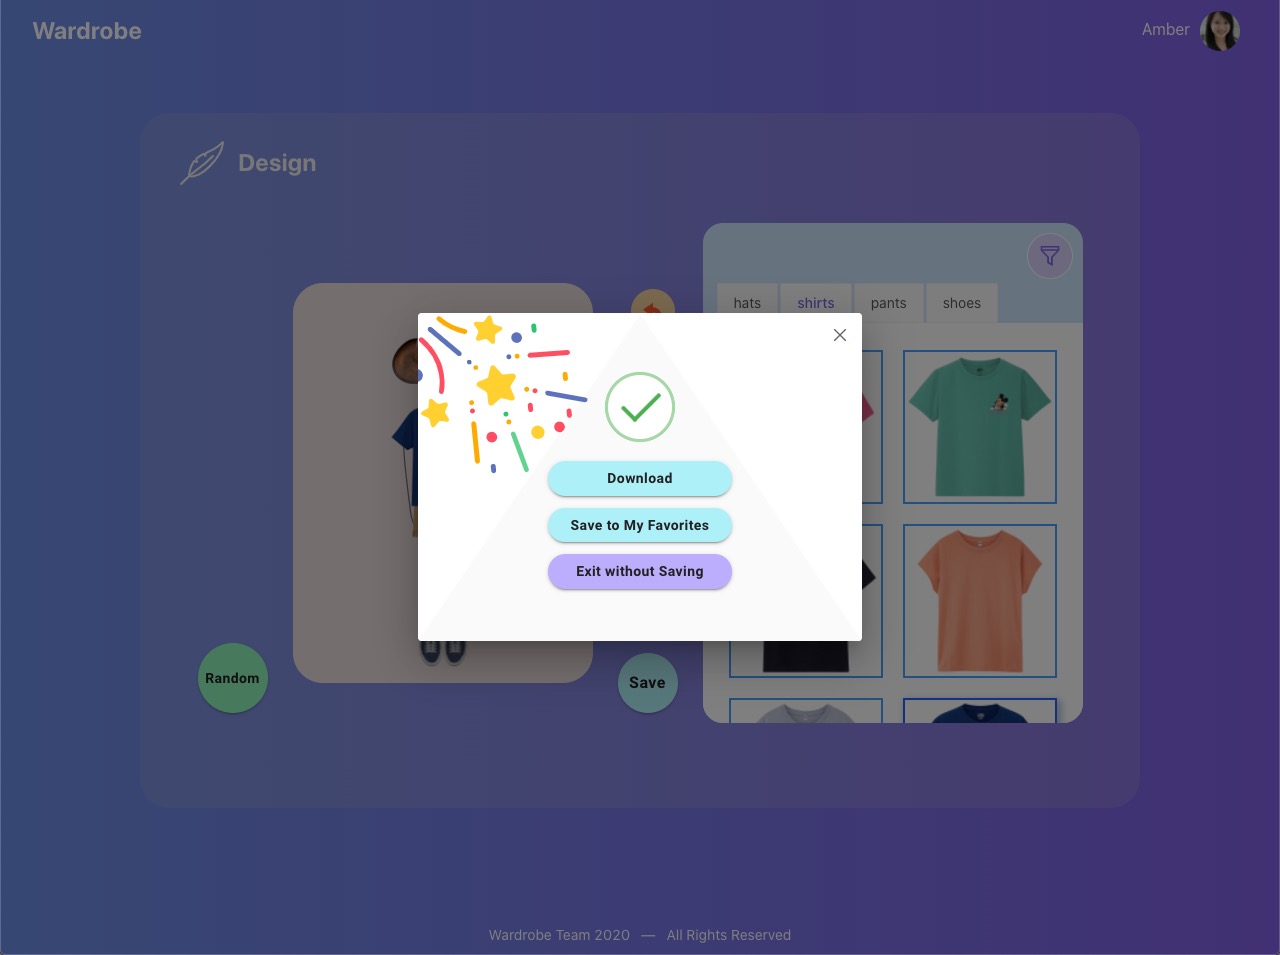 Wardrobe
Amber
Design
hats
shirts
pants
shoes
Download
Save to My Favorites
Exit without Saving
Random
Save
Wardrobe Team 2020 — All Rights Reserved